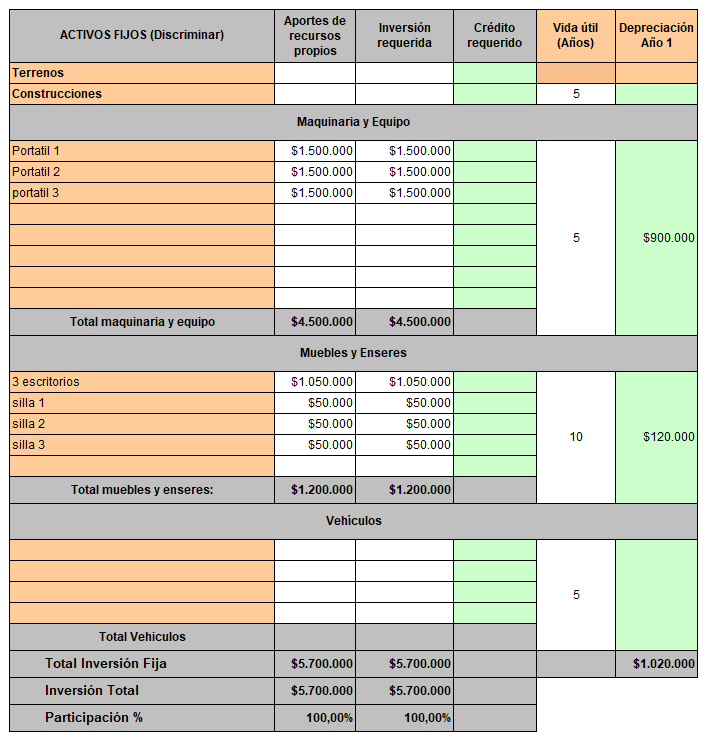 ACTIVOS FIJOS (Discriminar) Aportes de recursos propios Inversión requerida Crédito requerido Vida útil (Años) Depreciación Año 1
Terrenos
Construcciones 5
Maquinaria y Equipo
Portatil 1 $1.500.000 $1.500.000
Portatil 2 $1.500.000 $1.500.000
portatil 3 $1.500.000 $1.500.000
5 $900.000
Total maquinaria y equipo $4.500.000 $4.500.000
Muebles y Enseres
3 escritorios $1.050.000 $1.050.000
silla 1 $50.000 $50.000
silla 2 $50.000 $50.000
silla 3 $50.000 $50.000
10 $120.000
Total muebles y enseres: $1.200.000 $1.200.000
Vehículos
5
Total Vehiculos
Total Inversión Fija $5.700.000 $5.700.000 $1.020.000
Inversión Total $5.700.000 $5.700.000
Participación % 100,00% 100,00%